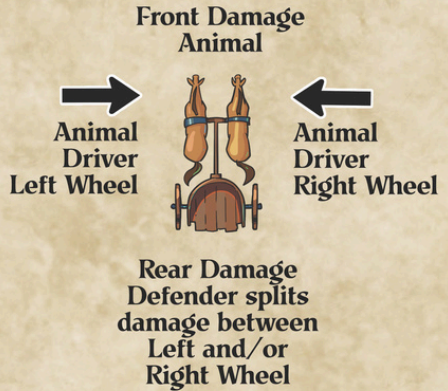 Front Damage
Animal
Animal
Driver
Left Wheel
Animal
Driver
Right Wheel
Rear Damage
Defender splits
damage between
Left and/or
Right Wheel